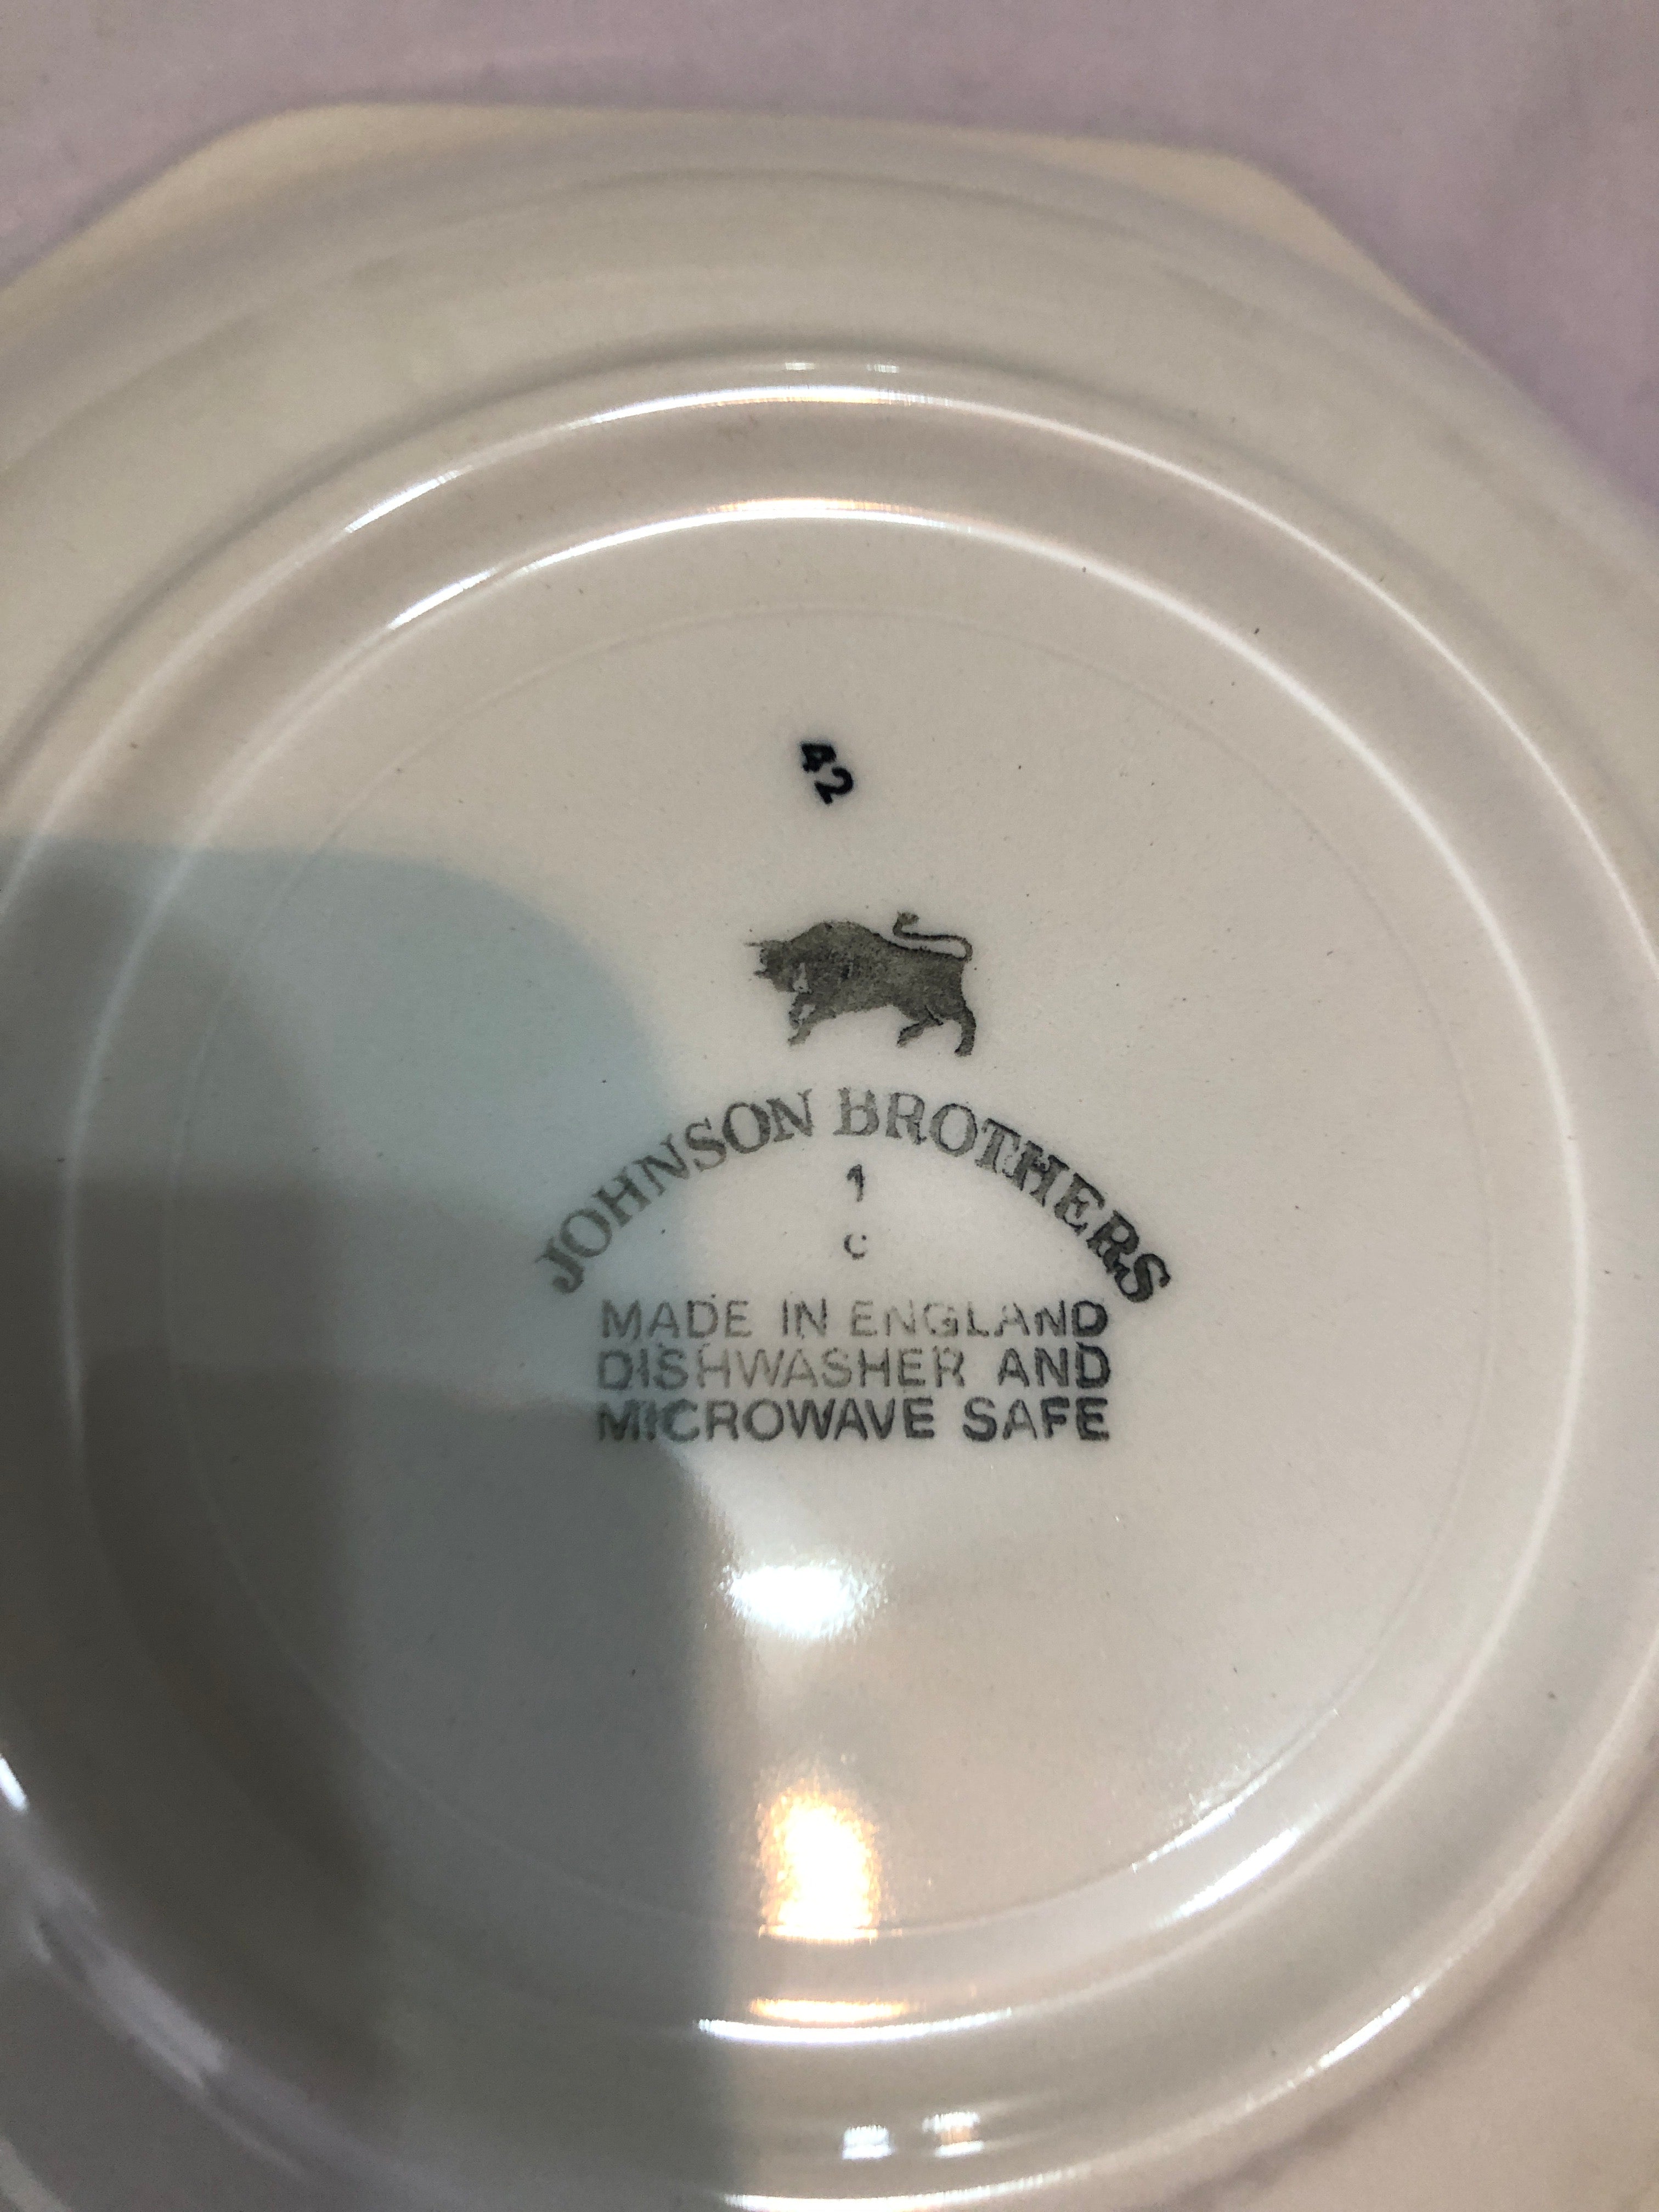 42
JOHNSON BROTHERS
1
c
MADE IN ENGLAND
DISHWASHER AND
MICROWAVE SAFE